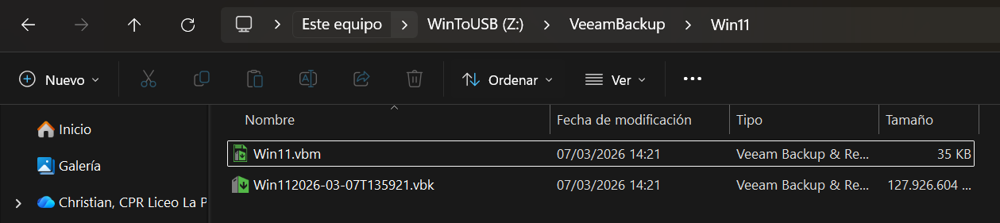 Este equipo > WinToUSB (Z:) > VeeamBackup > Win11
Nuevo Ordenar Ver
Nombre Fecha de modificación Tipo Tamaño
Inicio
Win11.vbm 07/03/2026 14:21 Veeam Backup & Re... 35 KB
Galería
Win112026-03-07T135921.vbk 07/03/2026 14:21 Veeam Backup & Re... 127.926.604 ...
Christian, CPR Liceo La P